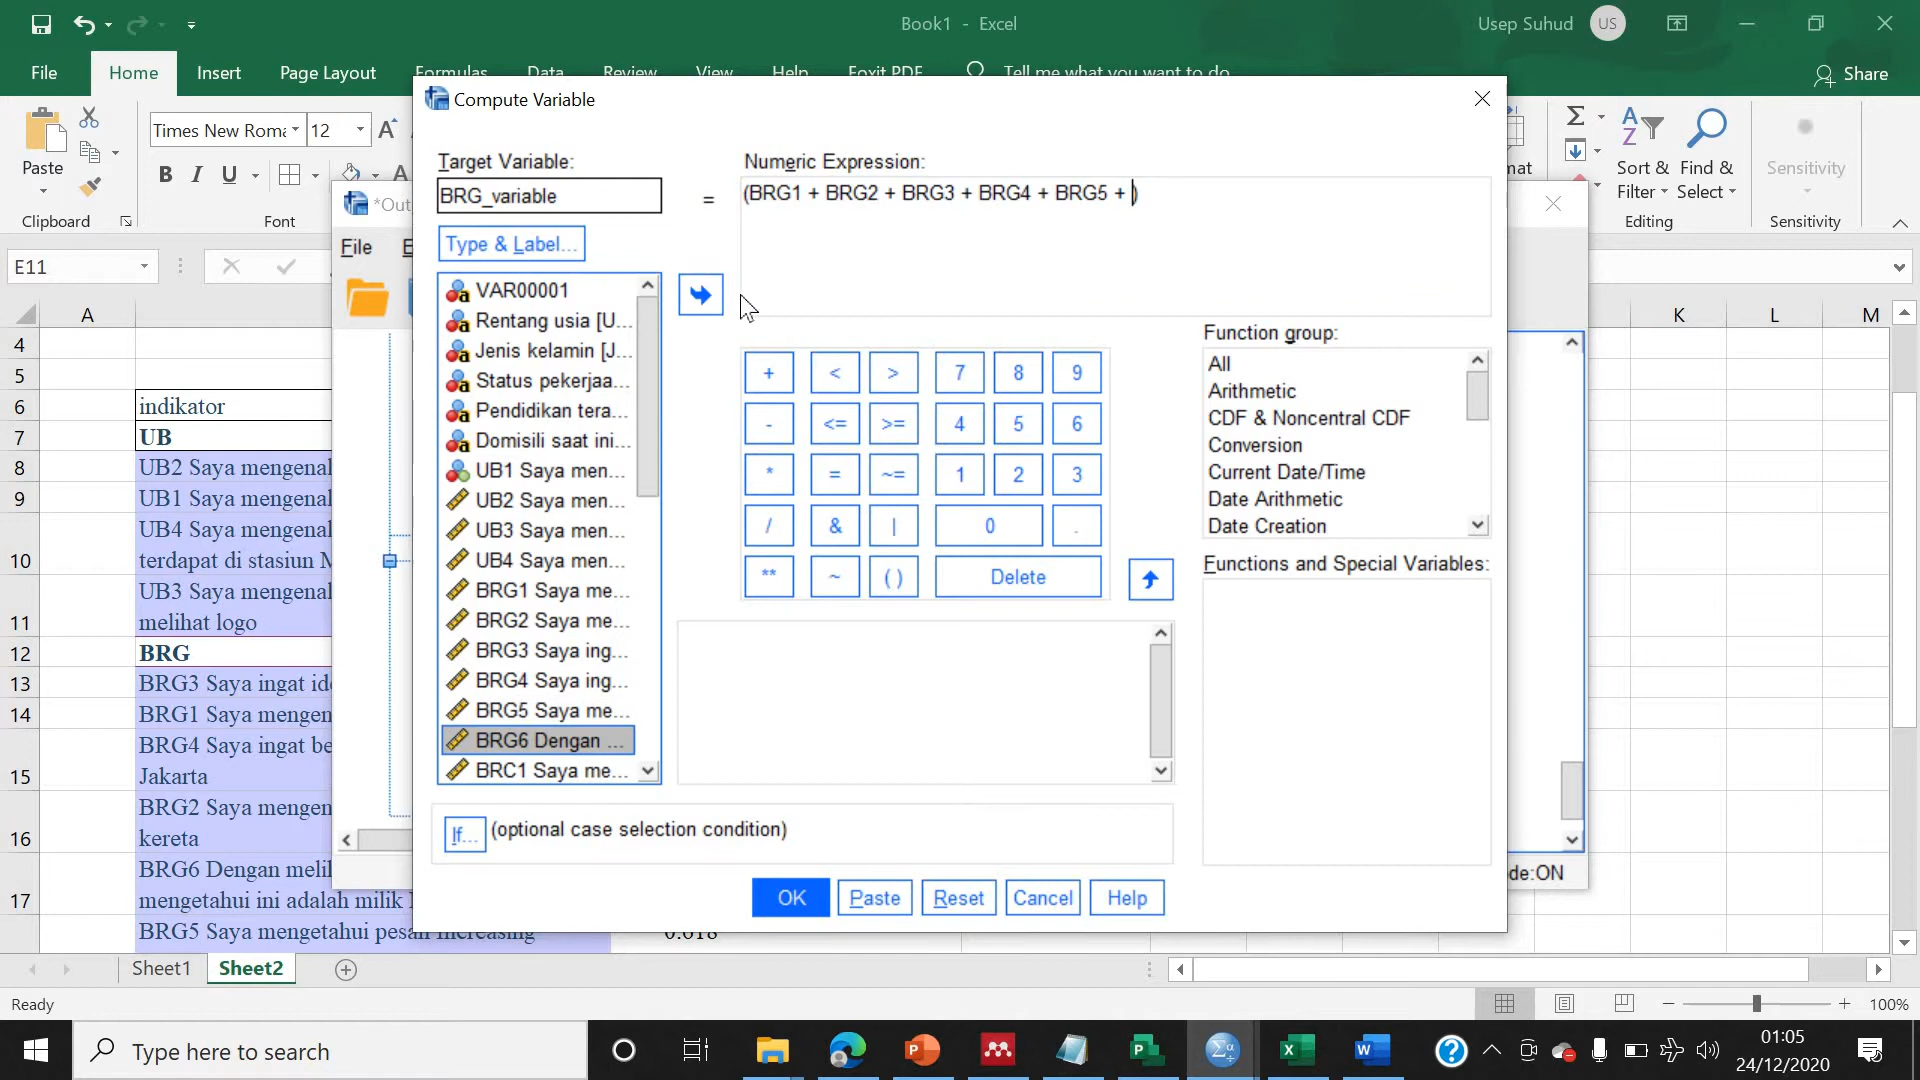 Book1 - Excel
Usep Suhud
US
File
Home
Insert
Page Layout
Formulas
Data
Review
View
Help
Foxit PDF
Tell me what you want to do
Share
Paste
Times New Roma
12
B I U
Font
Sort &
Filter
Find &
Select
Editing
Sensitivity
Sensitivity
E11
A
K
L
M
4
5
6 indikator
7 UB
8 UB2 Saya mengenal
9 UB1 Saya mengenal
UB4 Saya mengenal
10 terdapat di stasiun M
UB3 Saya mengenal
11 melihat logo
12 BRG
13 BRG3 Saya ingat ide
14 BRG1 Saya mengen
BRG4 Saya ingat be
15 Jakarta
BRG2 Saya mengen
16 kereta
BRG6 Dengan melih
17 mengetahui ini adalah milik
BRG5 Saya mengetahui pesan increasing
0.618
Sheet1
Sheet2
Ready
100%
*Out
File
de:ON
Compute Variable
Target Variable:
BRG_variable
=
Type & Label...
Numeric Expression:
(BRG1 + BRG2 + BRG3 + BRG4 + BRG5 + )
VAR00001
Rentang usia [U...
Jenis kelamin [J...
Status pekerjaa...
Pendidikan tera...
Domisili saat ini...
UB1 Saya men...
UB2 Saya men...
UB3 Saya men...
UB4 Saya men...
BRG1 Saya me...
BRG2 Saya me...
BRG3 Saya ing...
BRG4 Saya ing...
BRG5 Saya me...
BRG6 Dengan ...
BRC1 Saya me...
+ < > 7 8 9
- <= >= 4 5 6
* = ~= 1 2 3
/ & | 0 .
** ~ ( ) Delete
Function group:
All
Arithmetic
CDF & Noncentral CDF
Conversion
Current Date/Time
Date Arithmetic
Date Creation
Functions and Special Variables:
If...
(optional case selection condition)
OK
Paste
Reset
Cancel
Help
Type here to search
01:05
24/12/2020